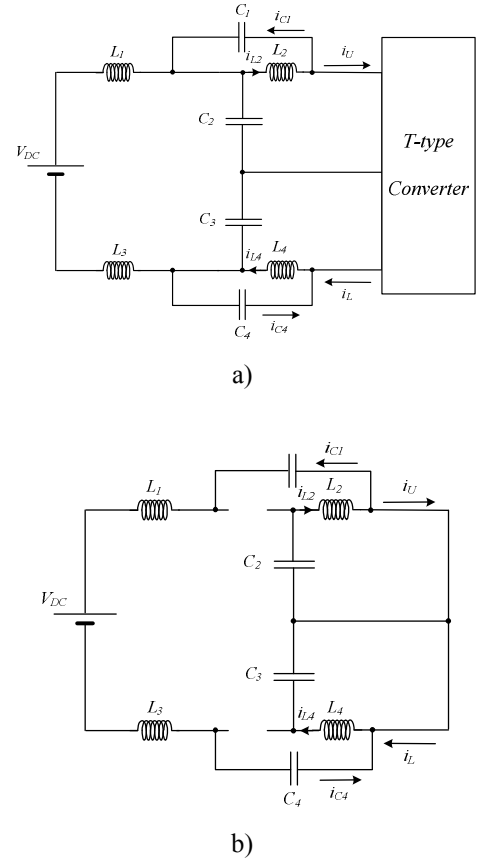 C1
iC1
L1
iL2
L2
iU
C2
T-type
Converter
VDC
C3
L3
iL4
L4
iL
C4
iC4
a)
iC1
L1
iL2
L2
iU
C2
VDC
C3
L3
iL4
L4
iL
C4
iC4
b)